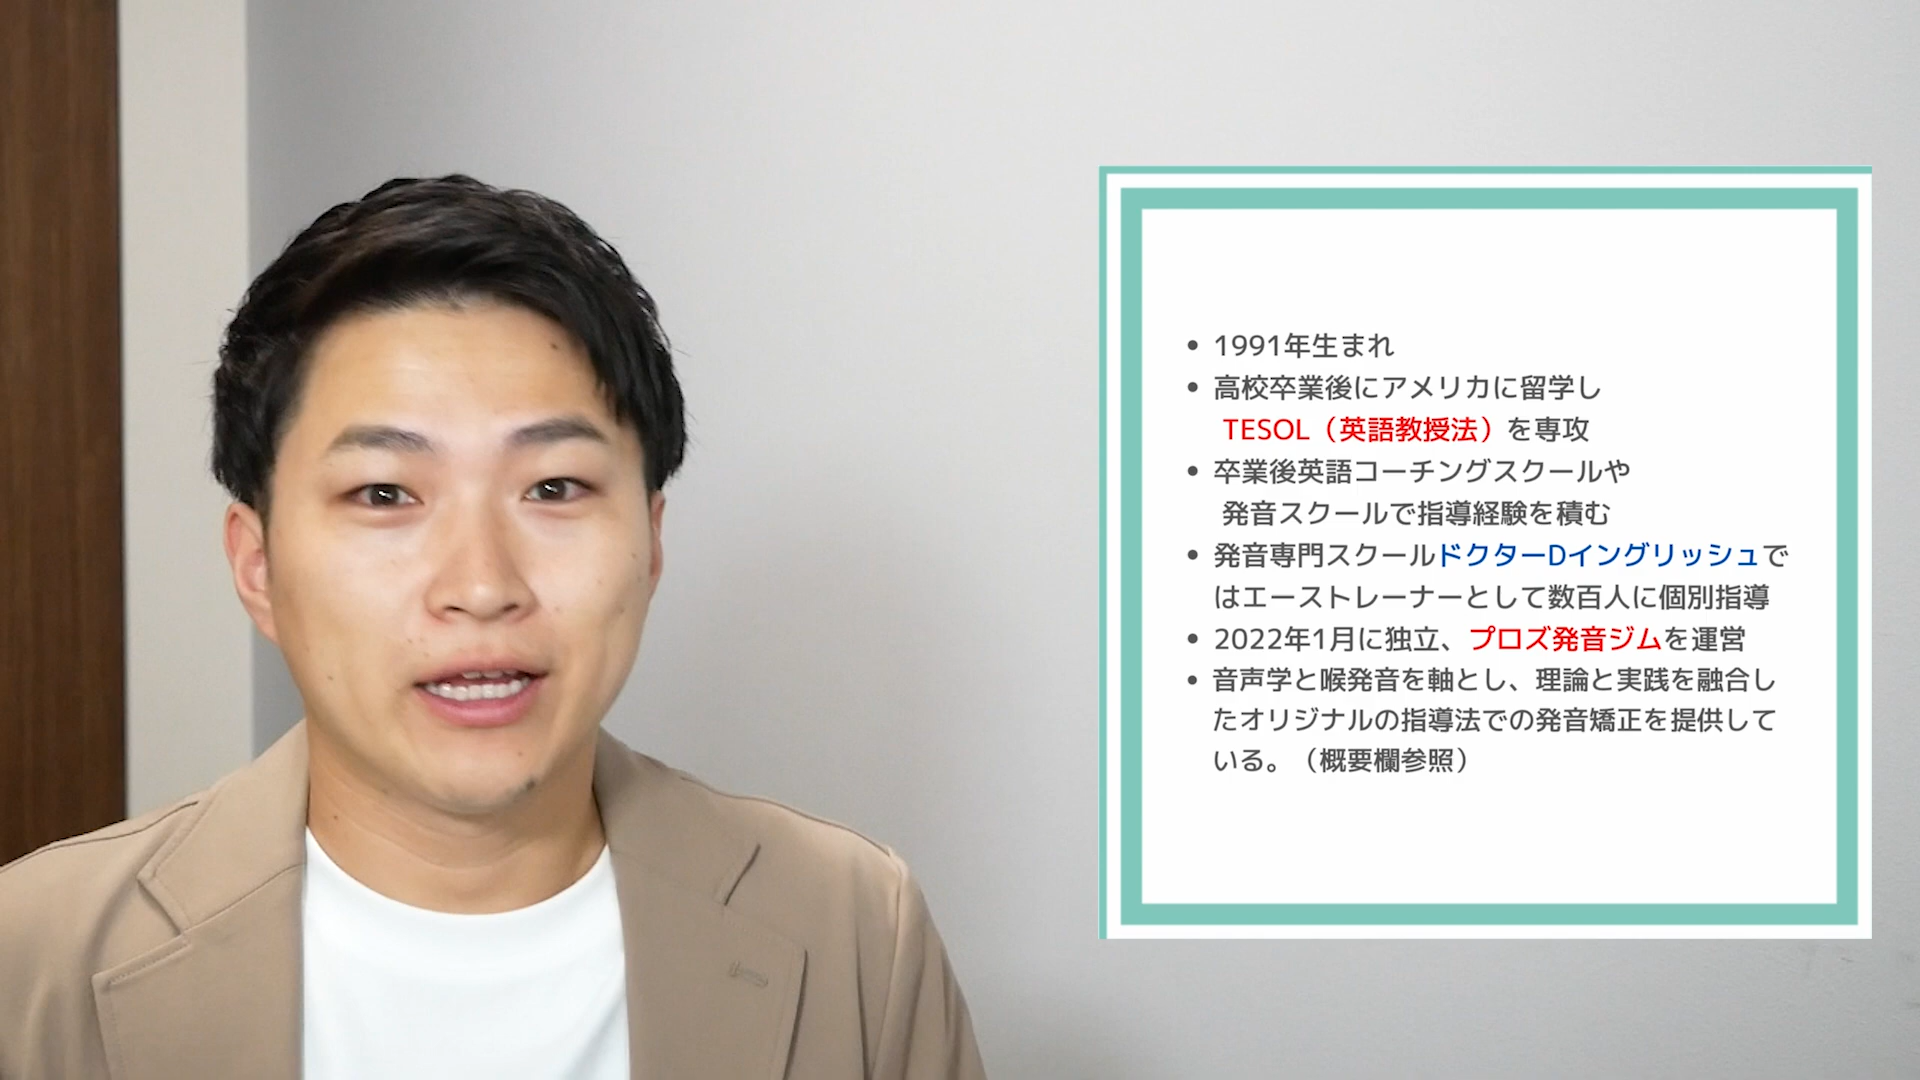 • 1991年生まれ
• 高校卒業後にアメリカに留学し
TESOL（英語教授法）を専攻
• 卒業後英語コーチングスクールや
発音スクールで指導経験を積む
• 発音専門スクールドクターDイングリッシュで
はエーストレーナーとして数百人に個別指導
• 2022年1月に独立、プロズ発音ジムを運営
• 音声学と喉発音を軸とし、理論と実践を融合し
たオリジナルの指導法での発音矯正を提供して
いる。（概要欄参照）